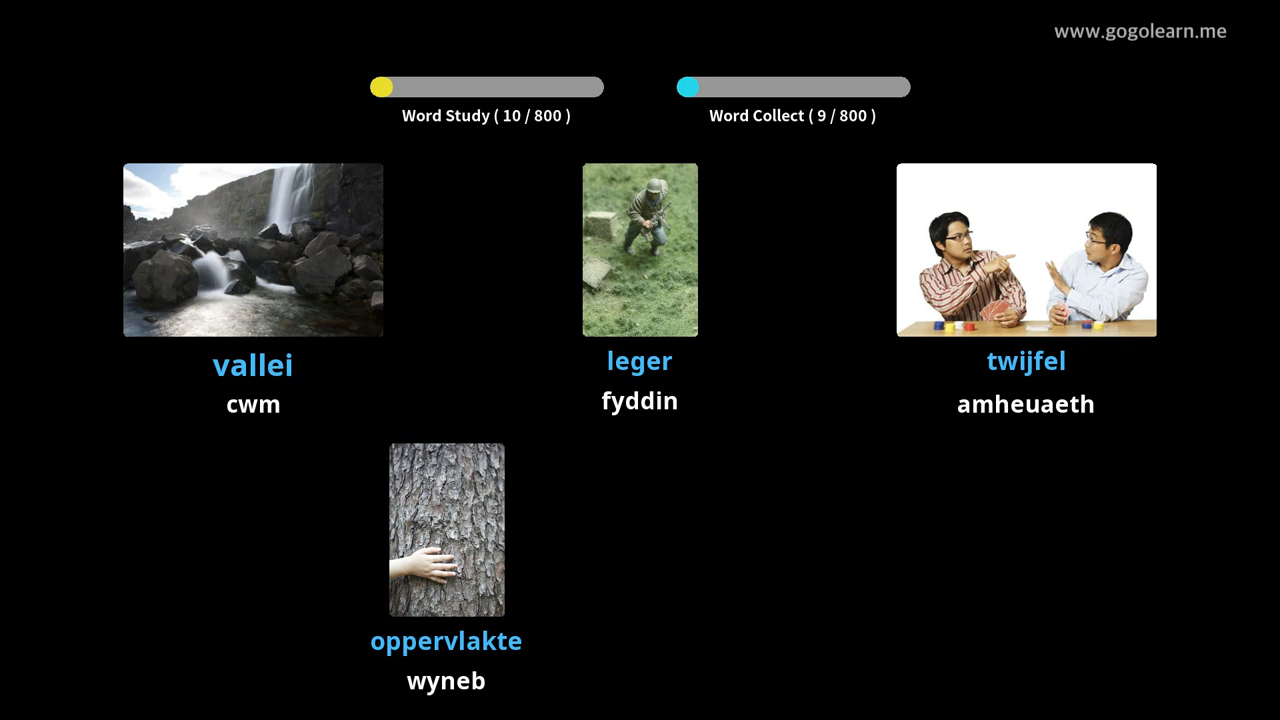 www.gogolearn.me
Word Study ( 10 / 800 )
Word Collect ( 9 / 800 )
vallei
cwm
leger
fyddin
twijfel
amheuaeth
oppervlakte
wyneb